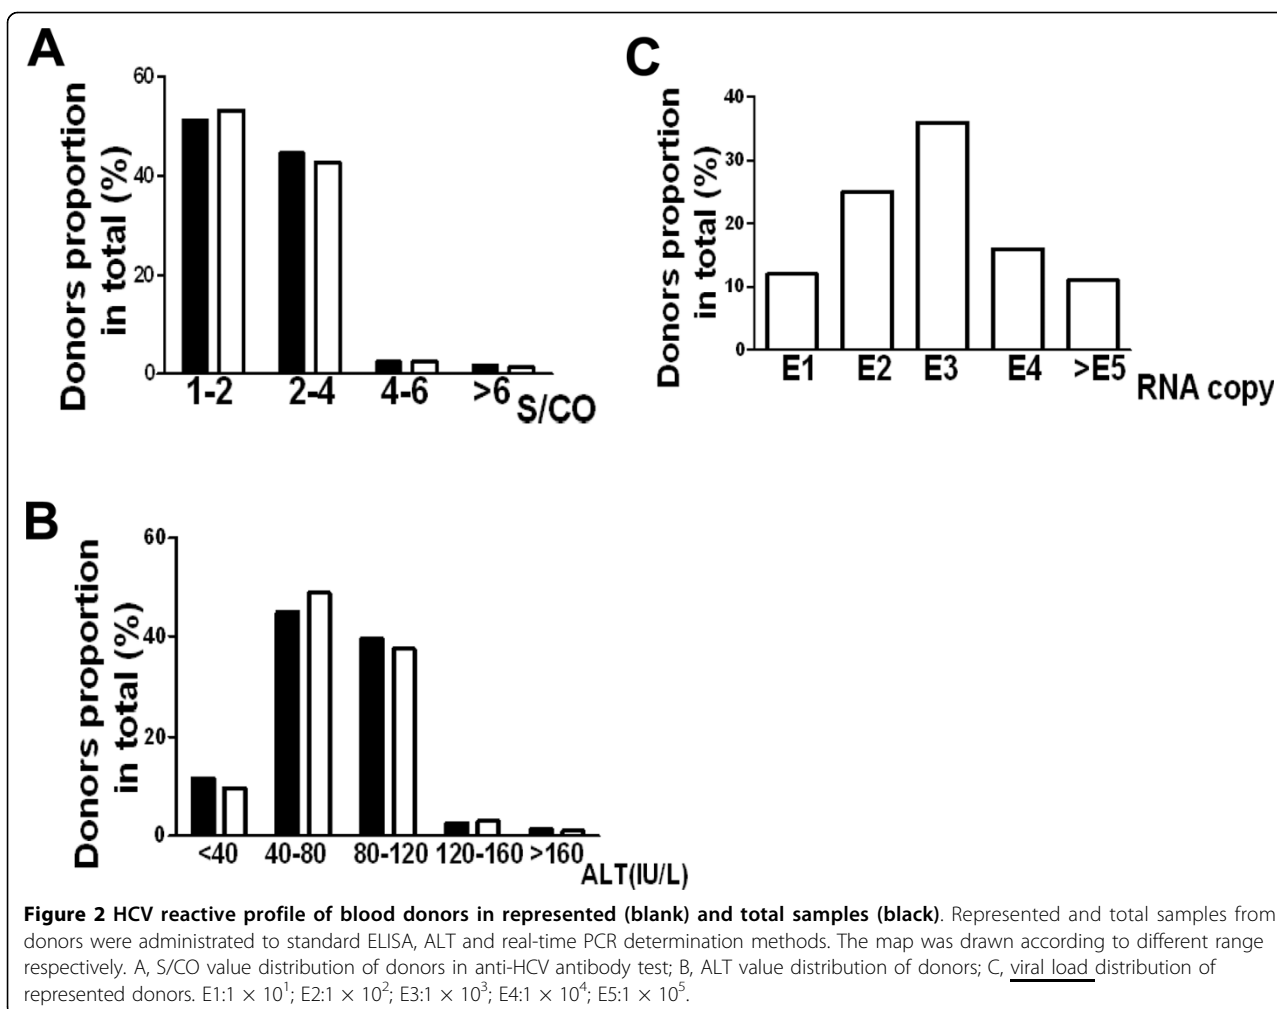 A
Donors proportion
in total (%)
60
40
20
0
1-2 2-4 4-6 >6
S/CO
C
Donors proportion
in total (%)
40
30
20
10
0
E1 E2 E3 E4 >E5
RNA copy
B
Donors proportion
in total (%)
60
40
20
0
<40 40-80 80-120 120-160 >160
ALT(IU/L)
Figure 2 HCV reactive profile of blood donors in represented (blank) and total samples (black). Represented and total samples from
donors were administrated to standard ELISA, ALT and real-time PCR determination methods. The map was drawn according to different range
respectively. A, S/CO value distribution of donors in anti-HCV antibody test; B, ALT value distribution of donors; C, viral load distribution of
represented donors. E1:1 × 10¹; E2:1 × 10²; E3:1 × 10³; E4:1 × 10⁴; E5:1 × 10⁵.